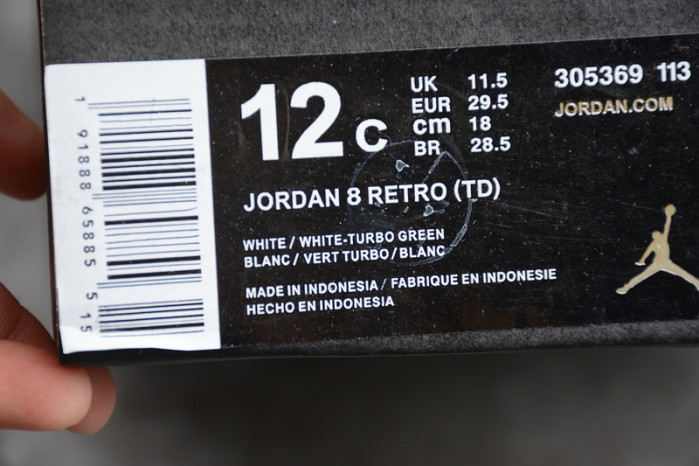 1 91888 65885 5 15
12 c
UK 11.5
EUR 29.5
cm 18
BR 28.5
305369 113
JORDAN.COM
JORDAN 8 RETRO (TD)
WHITE / WHITE-TURBO GREEN
BLANC / VERT TURBO / BLANC
MADE IN INDONESIA / FABRIQUE EN INDONESIE
HECHO EN INDONESIA